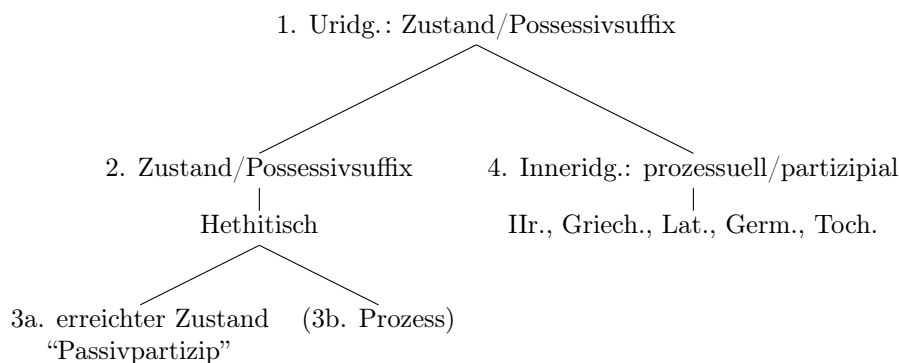 1. Uridg.: Zustand/Possessivsuffix
2. Zustand/Possessivsuffix
4. Inneridg.: prozessuell/partizipial
Hethitisch
IIr., Griech., Lat., Germ., Toch.
3a. erreichter Zustand
“Passivpartizip”
(3b. Prozess)